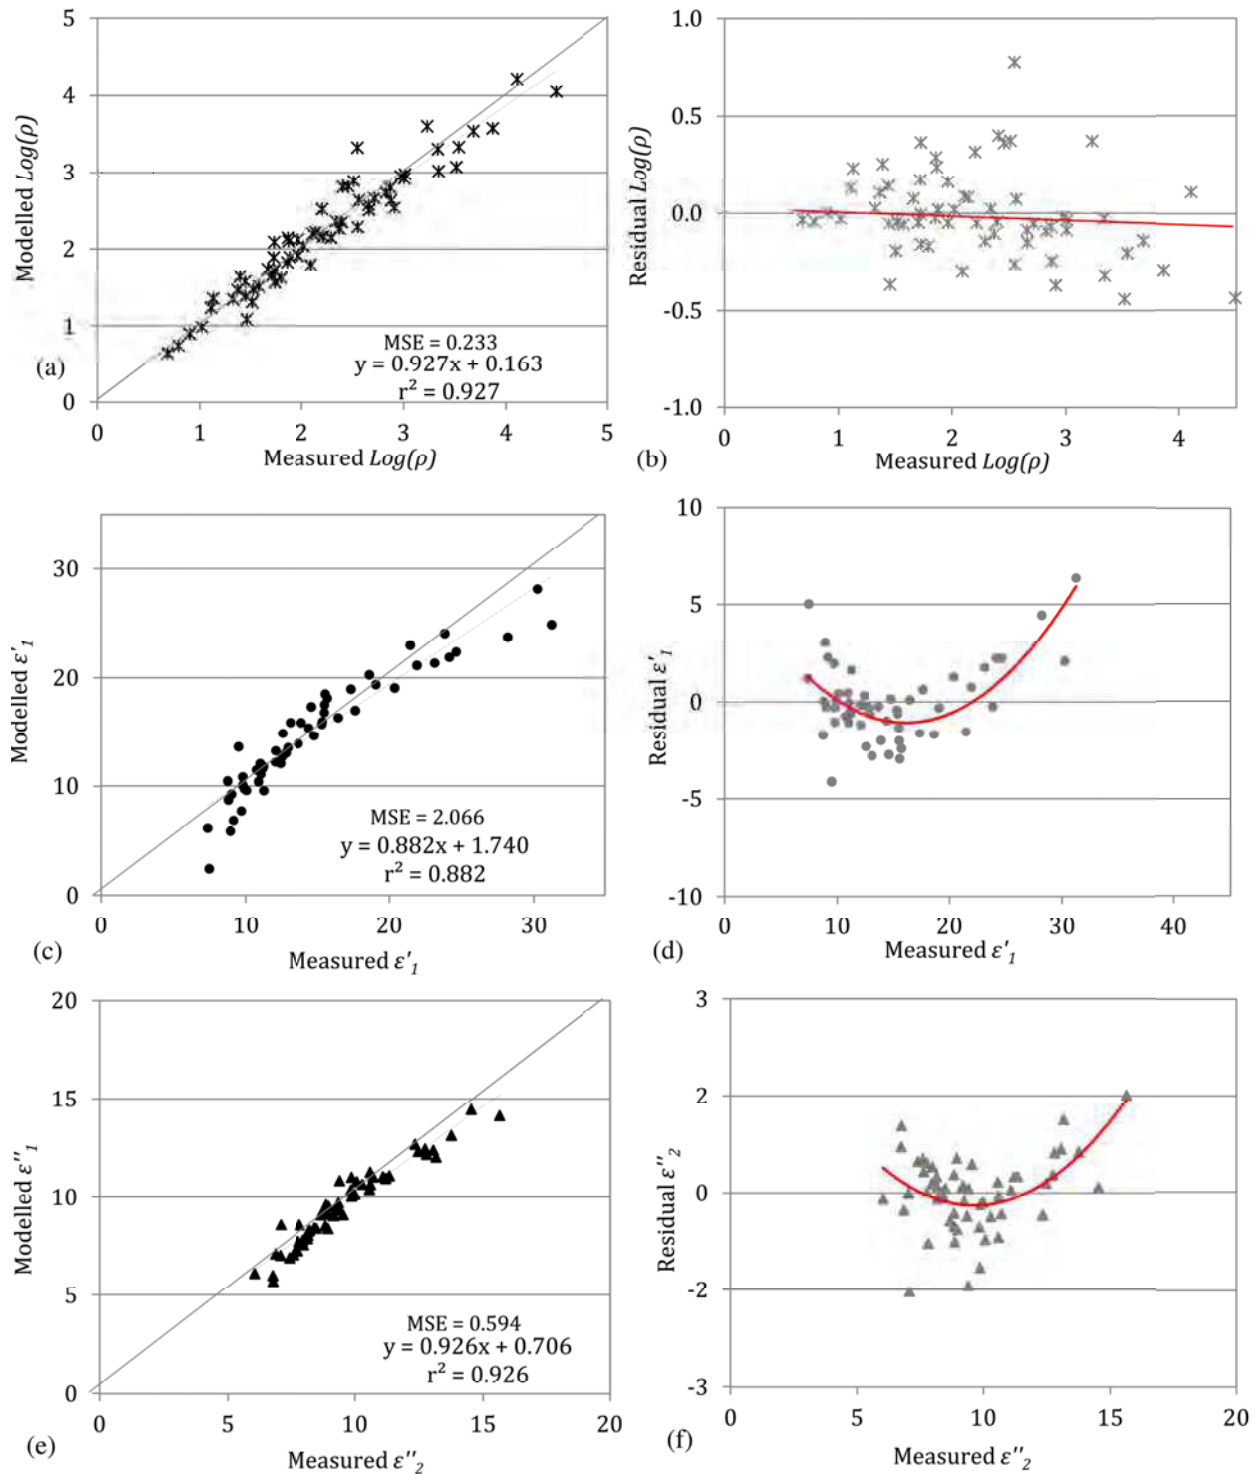 5
4
3
2
1
0
Modelled Log(ρ)
MSE = 0.233
y = 0.927x + 0.163
r² = 0.927
0 1 2 3 4 5
Measured Log(ρ)
(a)
1.0
0.5
0.0
-0.5
-1.0
Residual Log(ρ)
0 1 2 3 4
Measured Log(ρ)
(b)
30
20
10
0
Modelled ε'₁
MSE = 2.066
y = 0.882x + 1.740
r² = 0.882
0 10 20 30
Measured ε'₁
(c)
10
5
0
-5
-10
Residual ε'₁
0 10 20 30 40
Measured ε'₁
(d)
20
15
10
5
0
Modelled ε''₁
MSE = 0.594
y = 0.926x + 0.706
r² = 0.926
0 5 10 15 20
Measured ε''₂
(e)
3
2
0
-2
-3
Residual ε''₂
0 5 10 15 20
Measured ε''₂
(f)